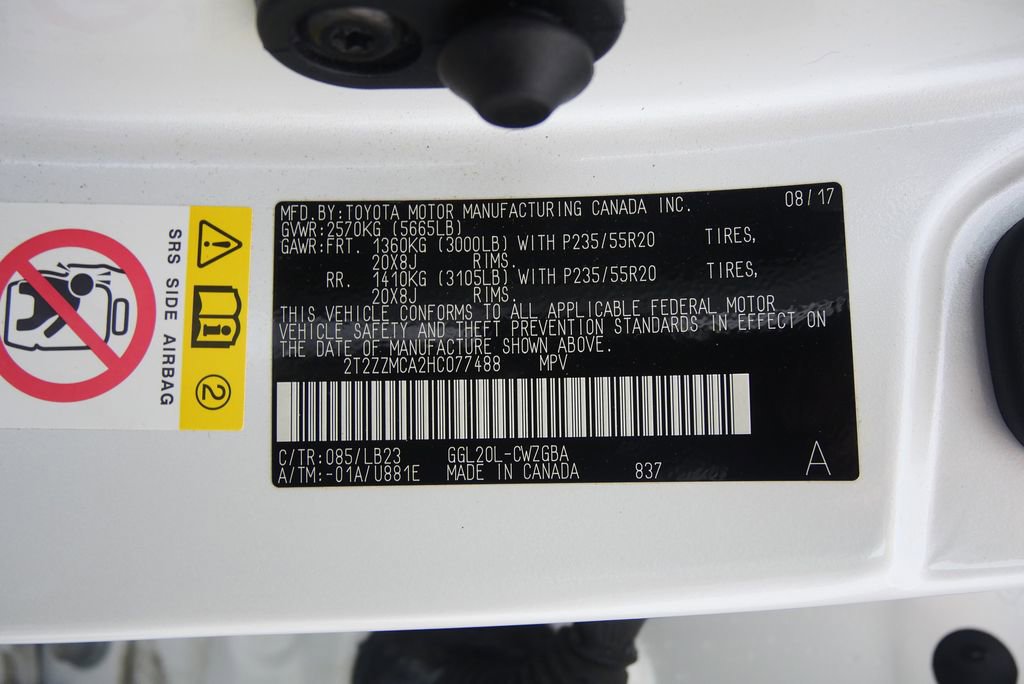 MFD.BY:TOYOTA MOTOR MANUFACTURING CANADA INC. 08/17
GVWR:2570KG (5665LB)
GAWR:FRT. 1360KG (3000LB) WITH P235/55R20 TIRES,
20X8J RIMS.
RR. 1410KG (3105LB) WITH P235/55R20 TIRES,
20X8J RIMS.
THIS VEHICLE CONFORMS TO ALL APPLICABLE FEDERAL MOTOR
VEHICLE SAFETY AND THEFT PREVENTION STANDARDS IN EFFECT ON
THE DATE OF MANUFACTURE SHOWN ABOVE.
2T2ZZMCA2HC077488 MPV
C/TR:085/LB23 GGL20L-CWZGBA
A/TM:-01A/U881E MADE IN CANADA 837 A
SRS SIDE AIRBAG
2